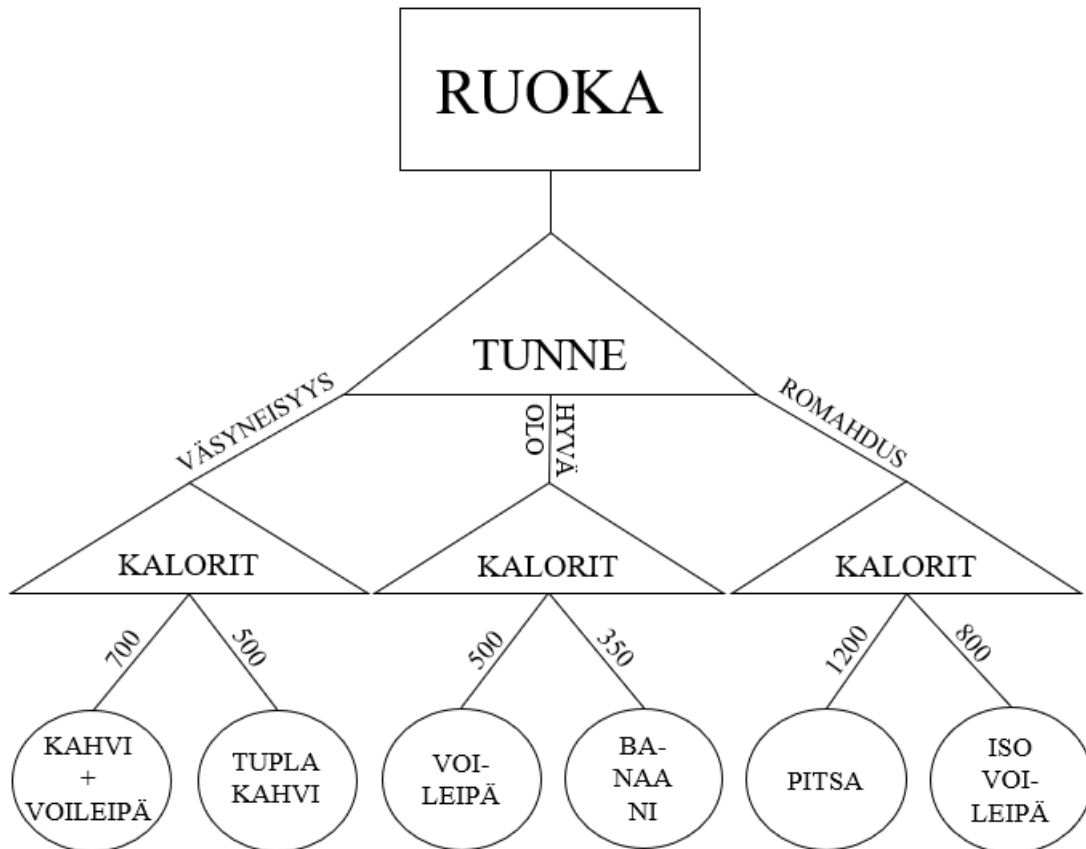 RUOKA
TUNNE
VÄSYNEISYYS
HYVÄ
OLO
ROMAHDUS
KALORIT
KALORIT
KALORIT
700
500
500
350
1200
800
KAHVI
+
VOILEIPÄ
TUPLA
KAHVI
VOI-
LEIPÄ
BA-
NAA
NI
PITSA
ISO
VOI-
LEIPÄ